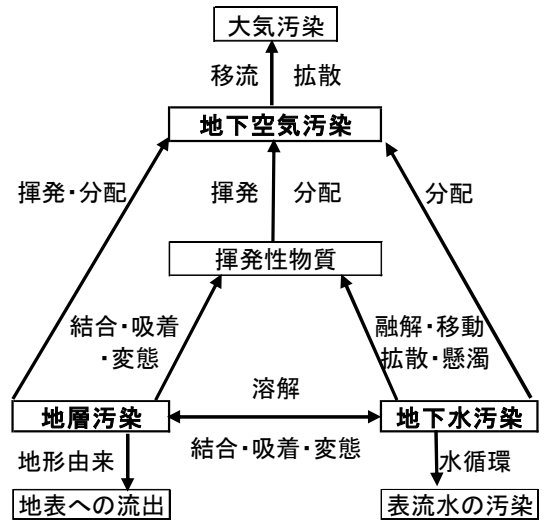 大気汚染
移流 拡散
地下空気汚染
揮発・分配
揮発 分配
分配
揮発性物質
結合・吸着
・変態
融解・移動
拡散・懸濁
溶解
地層汚染
地下水汚染
結合・吸着・変態
地形由来
水循環
地表への流出
表流水の汚染